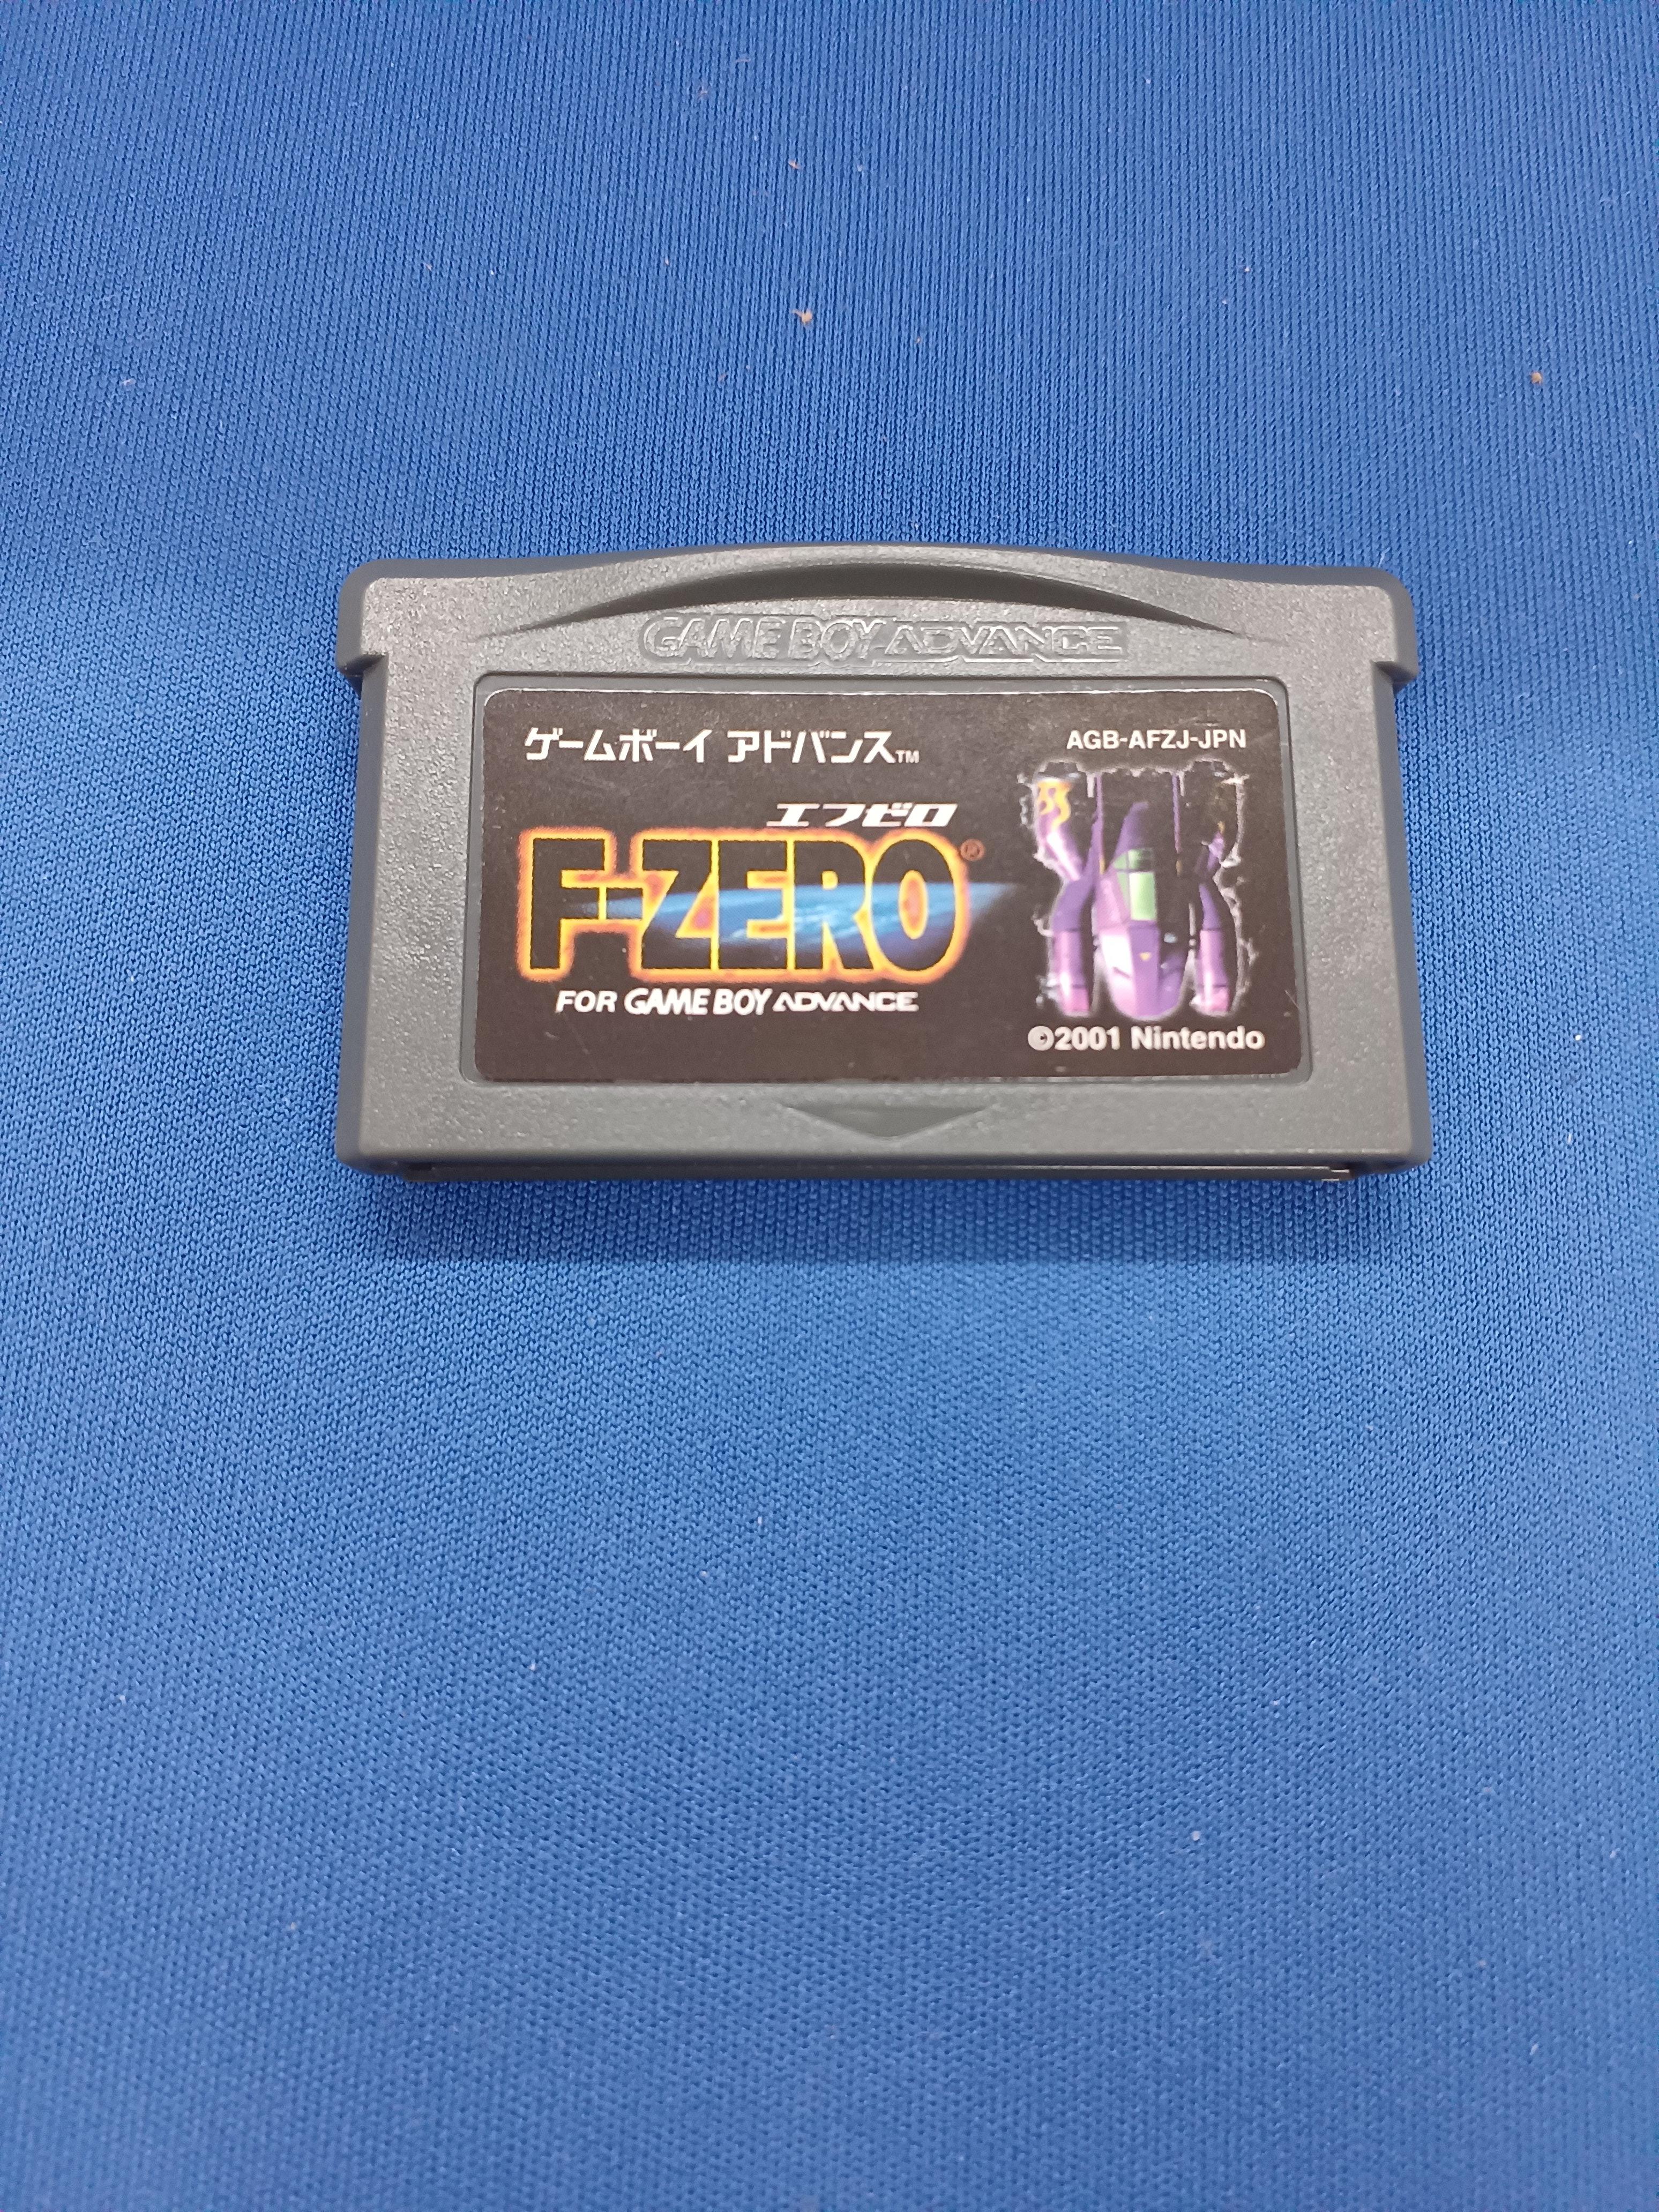 GAME BOY ADVANCE
ゲームボーイ アドバンス™
AGB-AFZJ-JPN
エフゼロ
F-ZERO®
FOR GAME BOY ADVANCE
©2001 Nintendo